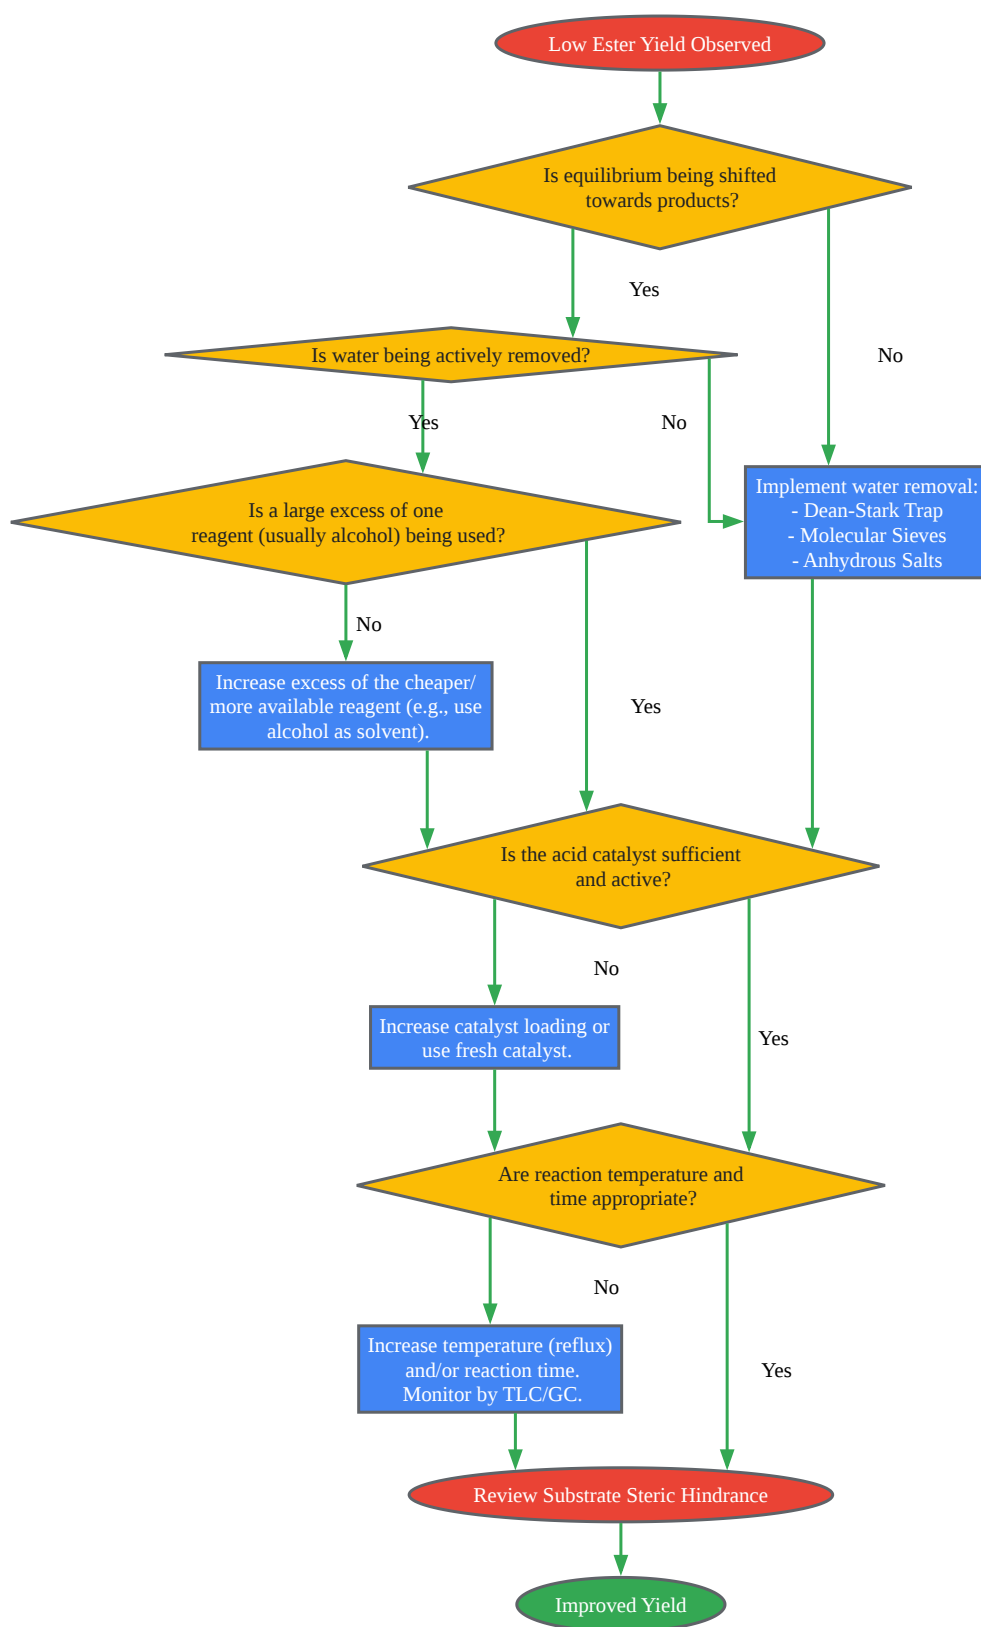 Low Ester Yield Observed
Is equilibrium being shifted
towards products?
Yes
No
Is water being actively removed?
Yes
No
Implement water removal:
- Dean-Stark Trap
- Molecular Sieves
- Anhydrous Salts
Is a large excess of one
reagent (usually alcohol) being used?
No
Yes
Increase excess of the cheaper/
more available reagent (e.g., use
alcohol as solvent).
Is the acid catalyst sufficient
and active?
No
Yes
Increase catalyst loading or
use fresh catalyst.
Are reaction temperature and
time appropriate?
No
Yes
Increase temperature (reflux)
and/or reaction time.
Monitor by TLC/GC.
Review Substrate Steric Hindrance
Improved Yield